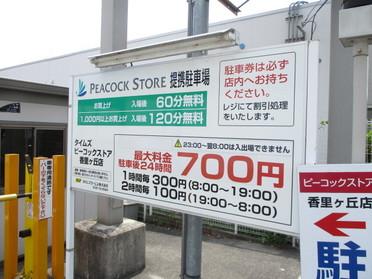 PEACOCK STORE 提携駐車場
お買上げ 入場後 60分無料
1,000円以上お買上げ 入場後 120分無料
駐車券は必ず
店内へお持ち
ください。
レジにて割引処理
をいたします。
タイムズ
ピーコックストア
香里ヶ丘店
⚠23:00〜翌8:00は入出場できません
最大料金
駐車後24時間 700円
1時間毎 300円(8:00〜19:00)
2時間毎 100円(19:00〜8:00)
ピーコックストア
香里ヶ丘店
駐